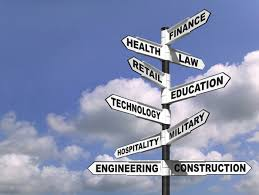 FINANCE
HEALTH
LAW
RETAIL
EDUCATION
TECHNOLOGY
MILITARY
HOSPITALITY
ENGINEERING
CONSTRUCTION